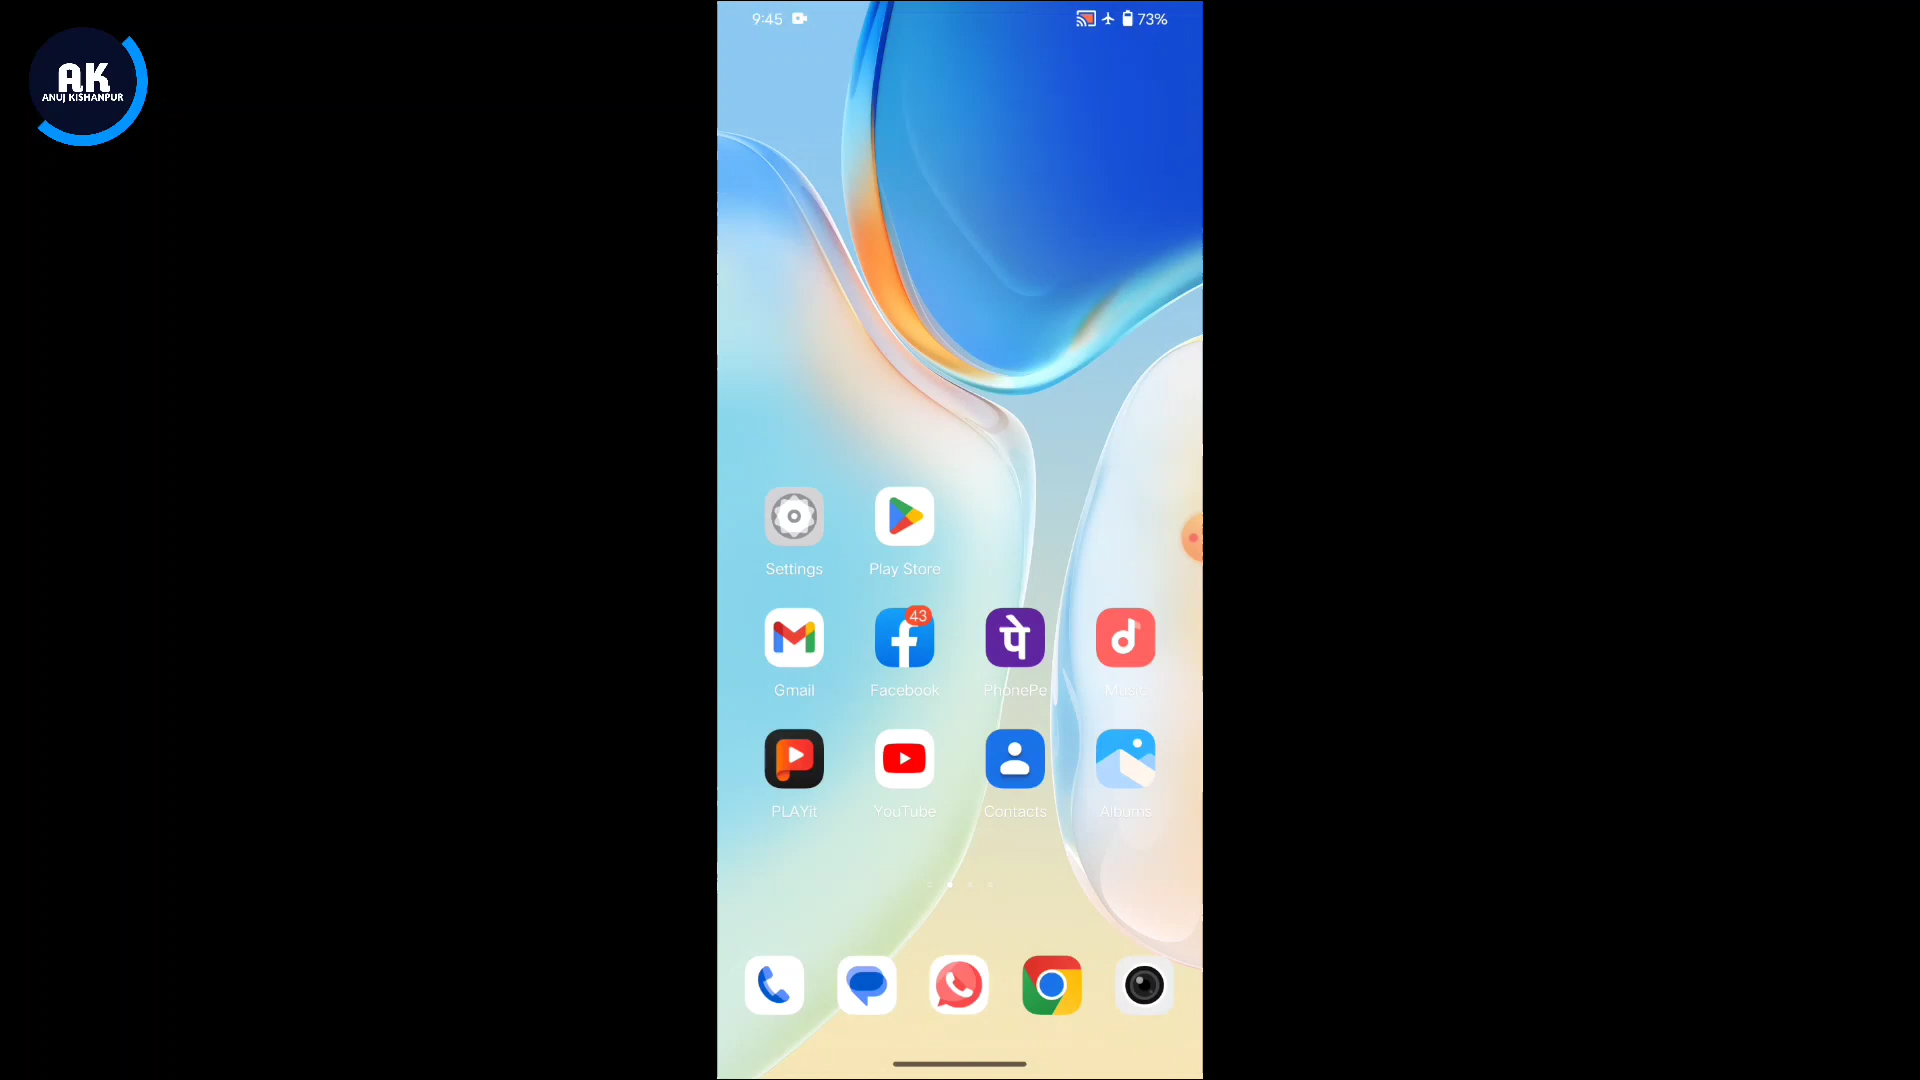 9:45
73%
AK
ANUJ KISHANPUR
Settings
Play Store
43
Gmail
Facebook
पे
PhonePe
Music
PLAYit
YouTube
Contacts
Albums